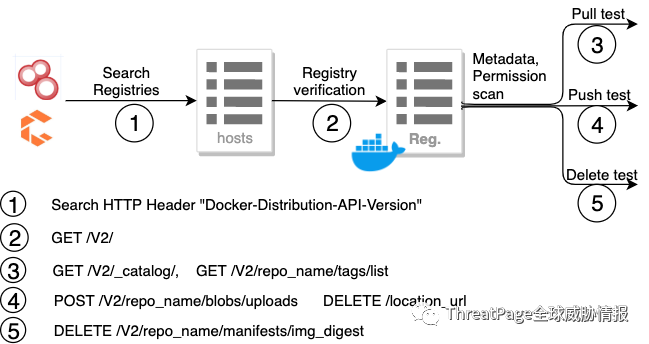 Pull test
3
Search
Registries
1
hosts
Registry
verification
2
Reg.
Metadata,
Permission
scan
Push test
4
Delete test
5
1 Search HTTP Header "Docker-Distribution-API-Version"
2 GET /V2/
3 GET /V2/_catalog/, GET /V2/repo_name/tags/list
4 POST /V2/repo_name/blobs/uploads DELETE /location_url
5 DELETE /V2/repo_name/manifests/img_digest
ThreatPage全球威胁情报